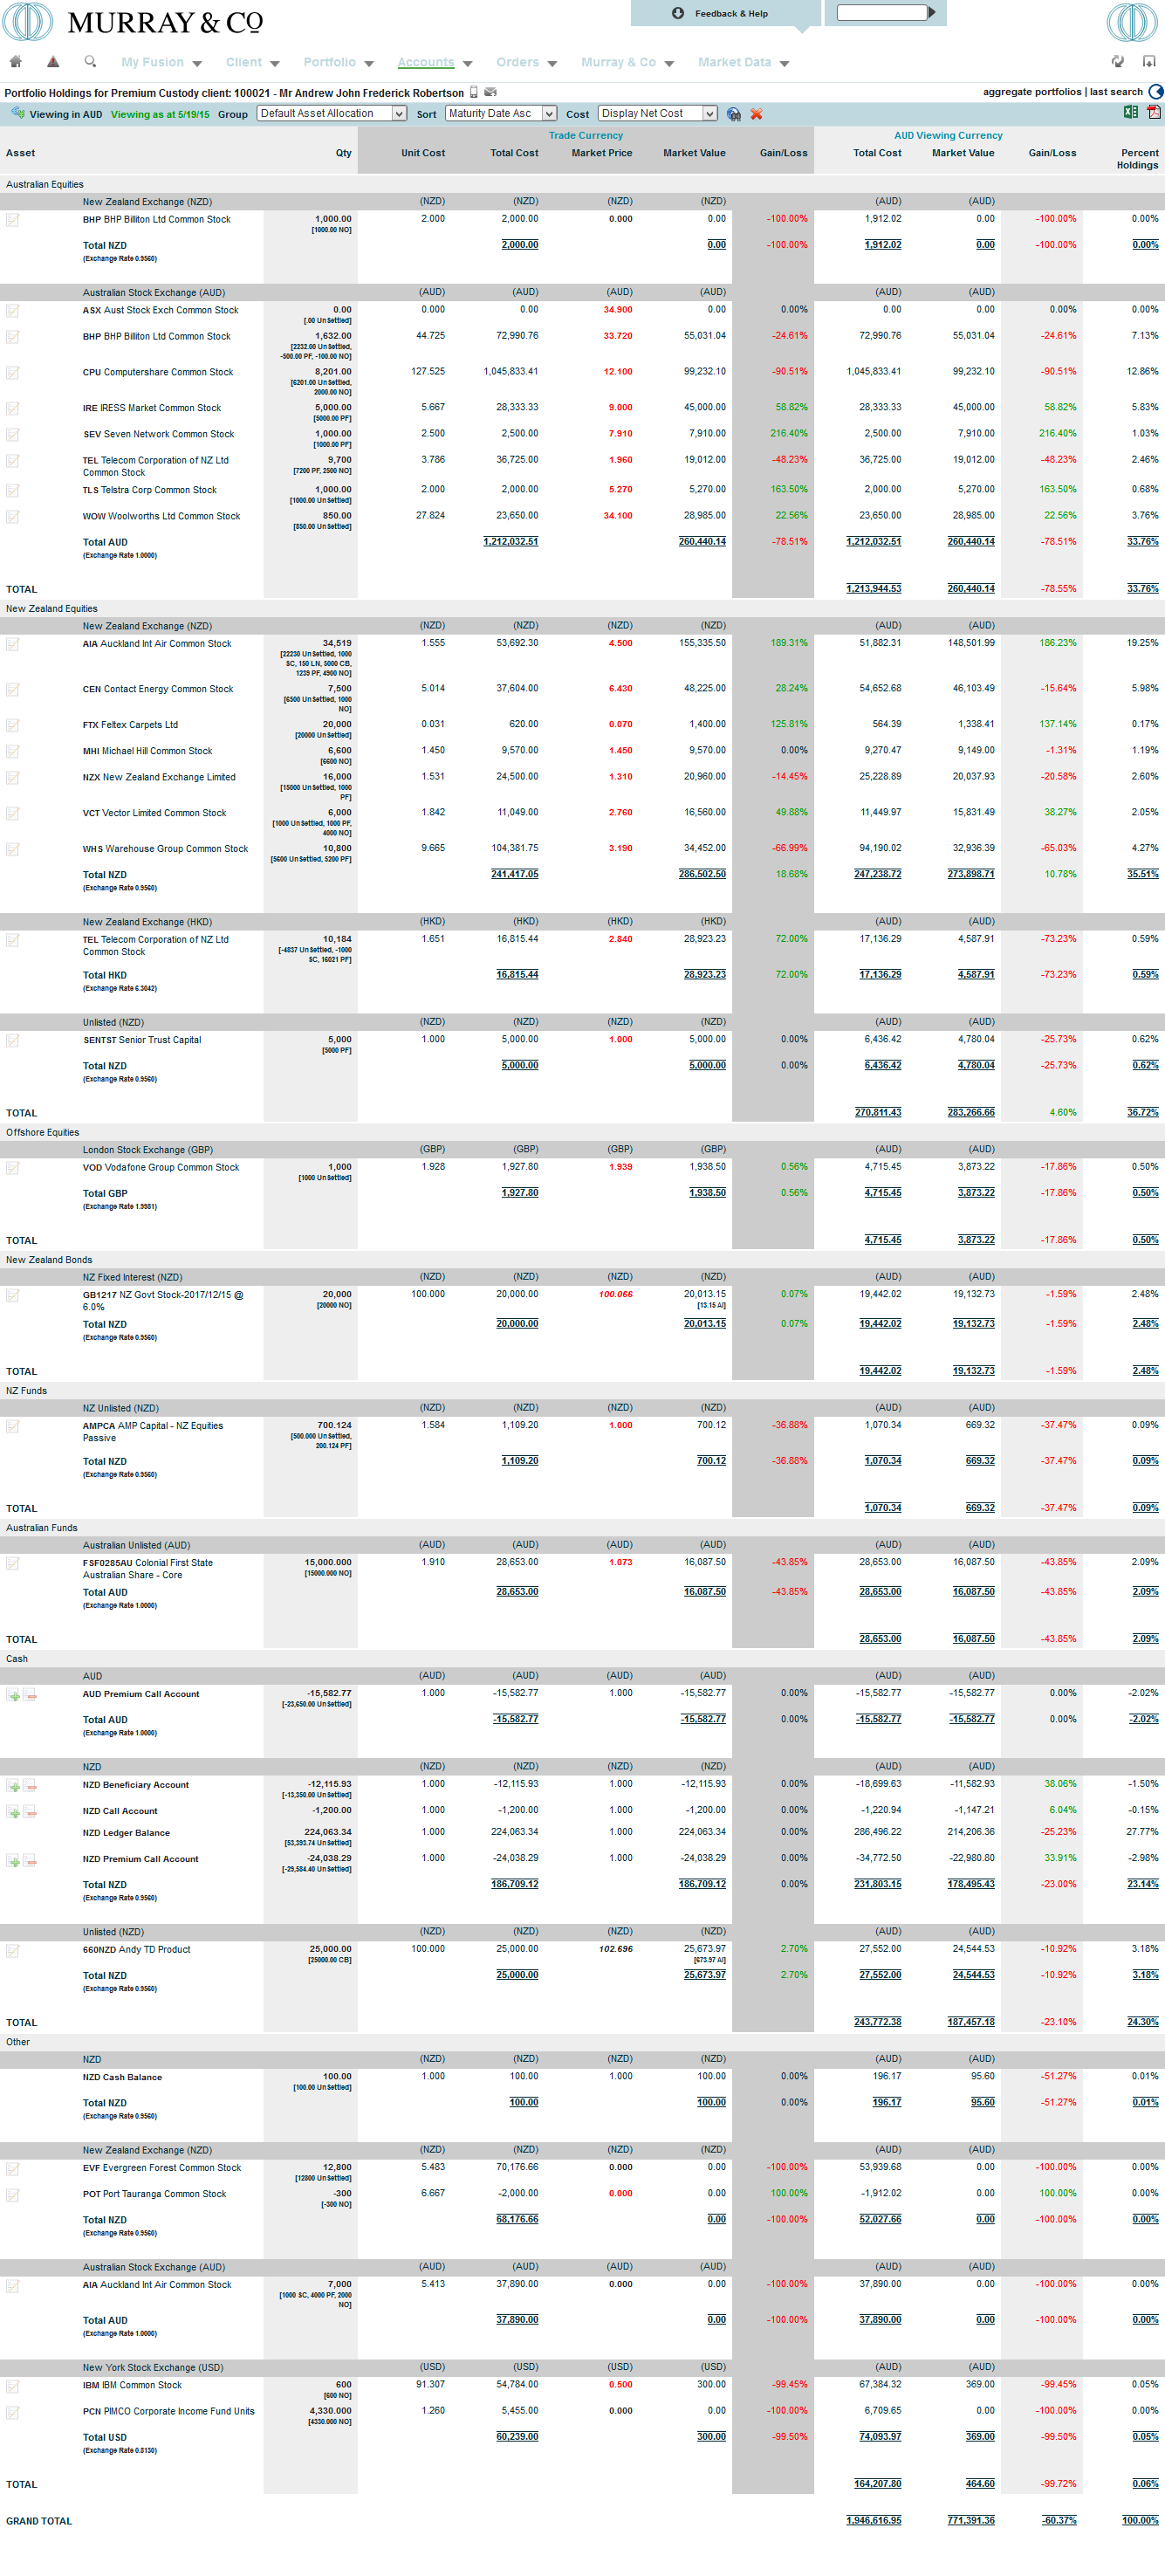 MURRAY & CO
Feedback & Help
My Fusion Client Portfolio Accounts Orders Murray & Co Market Data
Portfolio Holdings for Premium Custody client: 100021 - Mr Andrew John Frederick Robertson aggregate portfolios | last search
Viewing in AUD Viewing as at 5/19/15 Group Default Asset Allocation Sort Maturity Date Asc Cost Display Net Cost
Trade Currency AUD Viewing Currency
Asset Qty Unit Cost Total Cost Market Price Market Value Gain/Loss Total Cost Market Value Gain/Loss Percent
Holdings
Australian Equities
New Zealand Exchange (NZD) (NZD) (NZD) (NZD) (NZD) (AUD) (AUD)
BHP BHP Billiton Ltd Common Stock 1,000.00 2.000 2,000.00 0.000 0.00 -100.00% 1,912.02 0.00 -100.00% 0.00%
[1000.00 NO]
Total NZD 2,000.00 0.00 -100.00% 1,912.02 0.00 -100.00% 0.00%
(Exchange Rate 0.9560)
Australian Stock Exchange (AUD) (AUD) (AUD) (AUD) (AUD) (AUD) (AUD)
ASX Aust Stock Exch Common Stock 0.00 0.000 0.00 34.900 0.00 0.00% 0.00 0.00 0.00% 0.00%
[.00 UnSettled]
BHP BHP Billiton Ltd Common Stock 1,632.00 44.725 72,990.76 33.720 55,031.04 -24.61% 72,990.76 55,031.04 -24.61% 7.13%
[2232.00 UnSettled,
-500.00 PF, -100.00 NO]
CPU Computershare Common Stock 8,201.00 127.525 1,045,833.41 12.100 99,232.10 -90.51% 1,045,833.41 99,232.10 -90.51% 12.86%
[6201.00 UnSettled,
2000.00 NO]
IRE IRESS Market Common Stock 5,000.00 5.667 28,333.33 9.000 45,000.00 58.82% 28,333.33 45,000.00 58.82% 5.83%
[5000.00 PF]
SEV Seven Network Common Stock 1,000.00 2.500 2,500.00 7.910 7,910.00 216.40% 2,500.00 7,910.00 216.40% 1.03%
[1000.00 PF]
TEL Telecom Corporation of NZ Ltd 9,700 3.786 36,725.00 1.960 19,012.00 -48.23% 36,725.00 19,012.00 -48.23% 2.46%
Common Stock [7200 PF, 2500 NO]
TLS Telstra Corp Common Stock 1,000.00 2.000 2,000.00 5.270 5,270.00 163.50% 2,000.00 5,270.00 163.50% 0.68%
[1000.00 UnSettled]
WOW Woolworths Ltd Common Stock 850.00 27.824 23,650.00 34.100 28,985.00 22.56% 23,650.00 28,985.00 22.56% 3.76%
[850.00 UnSettled]
Total AUD 1,212,032.51 260,440.14 -78.51% 1,212,032.51 260,440.14 -78.51% 33.76%
(Exchange Rate 1.0000)
TOTAL 1,213,944.53 260,440.14 -78.55% 33.76%
New Zealand Equities
New Zealand Exchange (NZD) (NZD) (NZD) (NZD) (NZD) (AUD) (AUD)
AIA Auckland Int Air Common Stock 34,519 1.555 53,692.30 4.500 155,335.50 189.31% 51,882.31 148,501.99 186.23% 19.25%
[22230 UnSettled, 1000
SC, 150 LN, 5000 CB,
1239 PF, 4900 NO]
CEN Contact Energy Common Stock 7,500 5.014 37,604.00 6.430 48,225.00 28.24% 54,652.68 46,103.49 -15.64% 5.98%
[6500 UnSettled, 1000
NO]
FTX Feltex Carpets Ltd 20,000 0.031 620.00 0.070 1,400.00 125.81% 564.39 1,338.41 137.14% 0.17%
[20000 UnSettled]
MHI Michael Hill Common Stock 6,600 1.450 9,570.00 1.450 9,570.00 0.00% 9,270.47 9,149.00 -1.31% 1.19%
[6600 NO]
NZX New Zealand Exchange Limited 16,000 1.531 24,500.00 1.310 20,960.00 -14.45% 25,228.89 20,037.93 -20.58% 2.60%
[15000 UnSettled, 1000
PF]
VCT Vector Limited Common Stock 6,000 1.842 11,049.00 2.760 16,560.00 49.88% 11,449.97 15,831.49 38.27% 2.05%
[1000 UnSettled, 1000 PF,
4000 NO]
WHS Warehouse Group Common Stock 10,800 9.665 104,381.75 3.190 34,452.00 -66.99% 94,190.02 32,936.39 -65.03% 4.27%
[5600 UnSettled, 5200 PF]
Total NZD 241,417.05 286,502.50 18.68% 247,238.72 273,898.71 10.78% 35.51%
(Exchange Rate 0.9560)
New Zealand Exchange (HKD) (HKD) (HKD) (HKD) (HKD) (AUD) (AUD)
TEL Telecom Corporation of NZ Ltd 10,184 1.651 16,815.44 2.840 28,923.23 72.00% 17,136.29 4,587.91 -73.23% 0.59%
Common Stock [-4837 UnSettled, -1000
SC, 16021 PF]
Total HKD 16,815.44 28,923.23 72.00% 17,136.29 4,587.91 -73.23% 0.59%
(Exchange Rate 6.3042)
Unlisted (NZD) (NZD) (NZD) (NZD) (NZD) (AUD) (AUD)
SENTST Senior Trust Capital 5,000 1.000 5,000.00 1.000 5,000.00 0.00% 6,436.42 4,780.04 -25.73% 0.62%
[5000 PF]
Total NZD 5,000.00 5,000.00 0.00% 6,436.42 4,780.04 -25.73% 0.62%
(Exchange Rate 0.9560)
TOTAL 270,811.43 283,266.66 4.60% 36.72%
Offshore Equities
London Stock Exchange (GBP) (GBP) (GBP) (GBP) (GBP) (AUD) (AUD)
VOD Vodafone Group Common Stock 1,000 1.928 1,927.80 1.939 1,938.50 0.56% 4,715.45 3,873.22 -17.86% 0.50%
[1000 UnSettled]
Total GBP 1,927.80 1,938.50 0.56% 4,715.45 3,873.22 -17.86% 0.50%
(Exchange Rate 1.9981)
TOTAL 4,715.45 3,873.22 -17.86% 0.50%
New Zealand Bonds
NZ Fixed Interest (NZD) (NZD) (NZD) (NZD) (NZD) (AUD) (AUD)
GB1217 NZ Govt Stock-2017/12/15 @ 20,000 100.000 20,000.00 100.066 20,013.15 0.07% 19,442.02 19,132.73 -1.59% 2.48%
6.0% [20000 NO] [13.15 AI]
Total NZD 20,000.00 20,013.15 0.07% 19,442.02 19,132.73 -1.59% 2.48%
(Exchange Rate 0.9560)
TOTAL 19,442.02 19,132.73 -1.59% 2.48%
NZ Funds
NZ Unlisted (NZD) (NZD) (NZD) (NZD) (NZD) (AUD) (AUD)
AMPCA AMP Capital - NZ Equities 700.124 1.584 1,109.20 1.000 700.12 -36.88% 1,070.34 669.32 -37.47% 0.09%
Passive [500.000 UnSettled,
200.124 PF]
Total NZD 1,109.20 700.12 -36.88% 1,070.34 669.32 -37.47% 0.09%
(Exchange Rate 0.9560)
TOTAL 1,070.34 669.32 -37.47% 0.09%
Australian Funds
Australian Unlisted (AUD) (AUD) (AUD) (AUD) (AUD) (AUD) (AUD)
FSF0285AU Colonial First State 15,000.000 1.910 28,653.00 1.073 16,087.50 -43.85% 28,653.00 16,087.50 -43.85% 2.09%
Australian Share - Core [15000.000 NO]
Total AUD 28,653.00 16,087.50 -43.85% 28,653.00 16,087.50 -43.85% 2.09%
(Exchange Rate 1.0000)
TOTAL 28,653.00 16,087.50 -43.85% 2.09%
Cash
AUD (AUD) (AUD) (AUD) (AUD) (AUD) (AUD)
AUD Premium Call Account -15,582.77 1.000 -15,582.77 1.000 -15,582.77 0.00% -15,582.77 -15,582.77 0.00% -2.02%
[-23,650.00 UnSettled]
Total AUD -15,582.77 -15,582.77 0.00% -15,582.77 -15,582.77 0.00% -2.02%
(Exchange Rate 1.0000)
NZD (NZD) (NZD) (NZD) (NZD) (AUD) (AUD)
NZD Beneficiary Account -12,115.93 1.000 -12,115.93 1.000 -12,115.93 0.00% -18,699.63 -11,582.93 38.06% -1.50%
[-13,350.00 UnSettled]
NZD Call Account -1,200.00 1.000 -1,200.00 1.000 -1,200.00 0.00% -1,220.94 -1,147.21 6.04% -0.15%
NZD Ledger Balance 224,063.34 1.000 224,063.34 1.000 224,063.34 0.00% 286,496.22 214,206.36 -25.23% 27.77%
[53,393.74 UnSettled]
NZD Premium Call Account -24,038.29 1.000 -24,038.29 1.000 -24,038.29 0.00% -34,772.50 -22,980.80 33.91% -2.98%
[-29,584.40 UnSettled]
Total NZD 186,709.12 186,709.12 0.00% 231,803.15 178,495.43 -23.00% 23.14%
(Exchange Rate 0.9560)
Unlisted (NZD) (NZD) (NZD) (NZD) (NZD) (AUD) (AUD)
660NZD Andy TD Product 25,000.00 100.000 25,000.00 102.696 25,673.97 2.70% 27,552.00 24,544.53 -10.92% 3.18%
[25000.00 CB] [673.97 AI]
Total NZD 25,000.00 25,673.97 2.70% 27,552.00 24,544.53 -10.92% 3.18%
(Exchange Rate 0.9560)
TOTAL 243,772.38 187,457.18 -23.10% 24.30%
Other
NZD (NZD) (NZD) (NZD) (NZD) (AUD) (AUD)
NZD Cash Balance 100.00 1.000 100.00 1.000 100.00 0.00% 196.17 95.60 -51.27% 0.01%
[100.00 UnSettled]
Total NZD 100.00 100.00 0.00% 196.17 95.60 -51.27% 0.01%
(Exchange Rate 0.9560)
New Zealand Exchange (NZD) (NZD) (NZD) (NZD) (NZD) (AUD) (AUD)
EVF Evergreen Forest Common Stock 12,800 5.483 70,176.66 0.000 0.00 -100.00% 53,939.68 0.00 -100.00% 0.00%
[12800 UnSettled]
POT Port Tauranga Common Stock -300 6.667 -2,000.00 0.000 0.00 100.00% -1,912.02 0.00 100.00% 0.00%
[-300 NO]
Total NZD 68,176.66 0.00 -100.00% 52,027.66 0.00 -100.00% 0.00%
(Exchange Rate 0.9560)
Australian Stock Exchange (AUD) (AUD) (AUD) (AUD) (AUD) (AUD) (AUD)
AIA Auckland Int Air Common Stock 7,000 5.413 37,890.00 0.000 0.00 -100.00% 37,890.00 0.00 -100.00% 0.00%
[1000 SC, 4000 PF, 2000
NO]
Total AUD 37,890.00 0.00 -100.00% 37,890.00 0.00 -100.00% 0.00%
(Exchange Rate 1.0000)
New York Stock Exchange (USD) (USD) (USD) (USD) (USD) (AUD) (AUD)
IBM IBM Common Stock 600 91.307 54,784.00 0.500 300.00 -99.45% 67,384.32 369.00 -99.45% 0.05%
[600 NO]
PCN PIMCO Corporate Income Fund Units 4,330.000 1.260 5,455.00 0.000 0.00 -100.00% 6,709.65 0.00 -100.00% 0.00%
[4330.000 NO]
Total USD 60,239.00 300.00 -99.50% 74,093.97 369.00 -99.50% 0.05%
(Exchange Rate 0.8130)
TOTAL 164,207.80 464.60 -99.72% 0.06%
GRAND TOTAL 1,946,616.95 771,391.36 -60.37% 100.00%